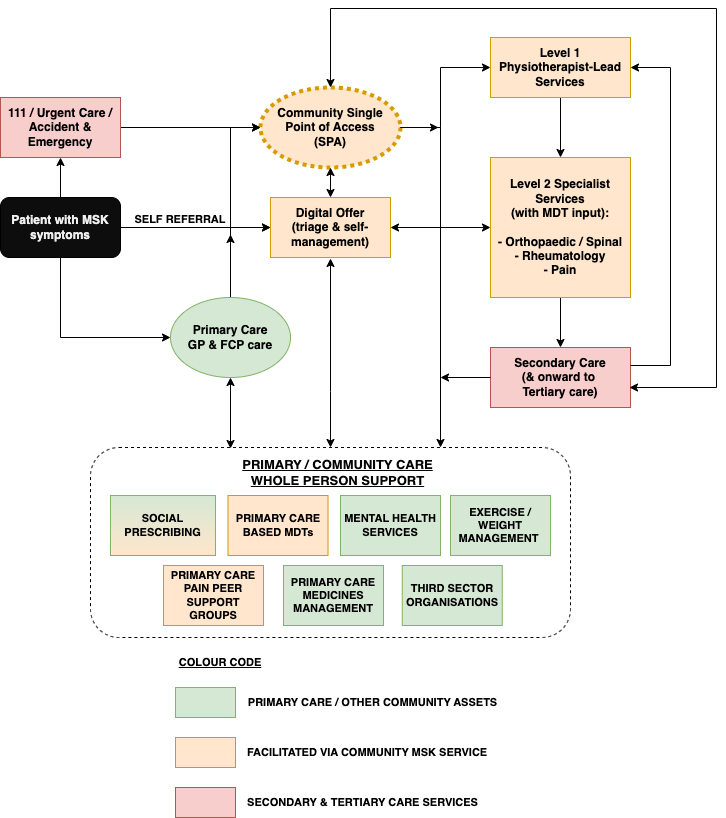 Level 1
Physiotherapist-Lead
Services
111 / Urgent Care /
Accident &
Emergency
Community Single
Point of Access
(SPA)
Patient with MSK
symptoms
SELF REFERRAL
Digital Offer
(triage & self-
management)
Level 2 Specialist
Services
(with MDT input):
- Orthopaedic / Spinal
- Rheumatology
- Pain
Primary Care
GP & FCP care
Secondary Care
(& onward to
Tertiary care)
PRIMARY / COMMUNITY CARE
WHOLE PERSON SUPPORT
SOCIAL
PRESCRIBING
PRIMARY CARE
BASED MDTs
MENTAL HEALTH
SERVICES
EXERCISE /
WEIGHT
MANAGEMENT
PRIMARY CARE
PAIN PEER
SUPPORT
GROUPS
PRIMARY CARE
MEDICINES
MANAGEMENT
THIRD SECTOR
ORGANISATIONS
COLOUR CODE
PRIMARY CARE / OTHER COMMUNITY ASSETS
FACILITATED VIA COMMUNITY MSK SERVICE
SECONDARY & TERTIARY CARE SERVICES